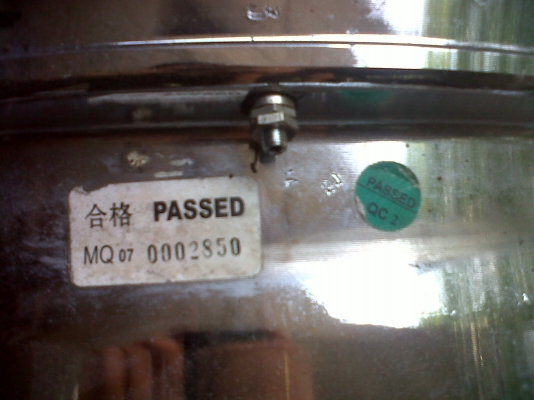 合格 PASSED
MQ 07 0002850
PASSED
QC 2